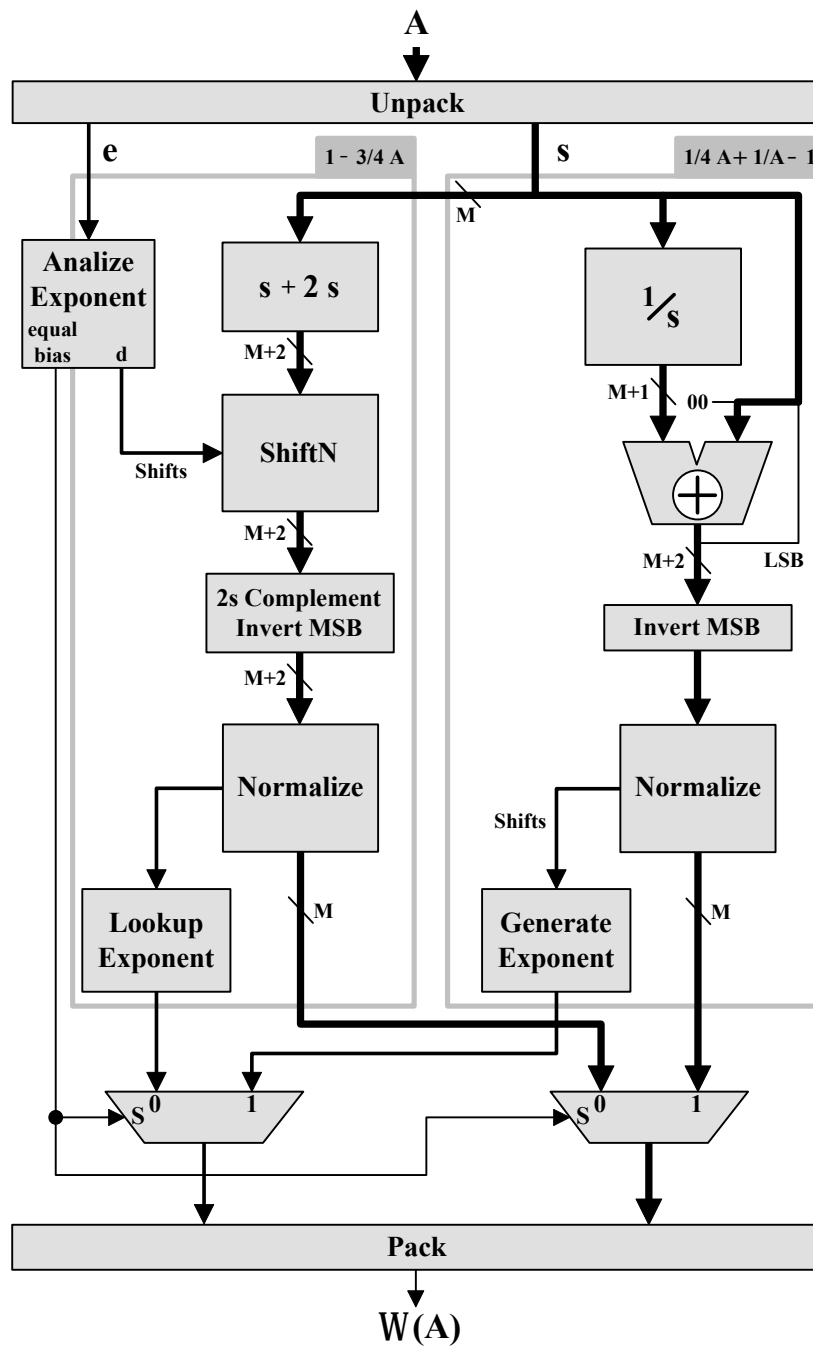 A
Unpack
e
1 - 3/4 A
s
1/4 A + 1/A - 1
M
Analize
Exponent
equal
bias
d
s + 2 s
1/s
M+2
M+1
00
Shifts
ShiftN
M+2
M+2
LSB
2s Complement
Invert MSB
Invert MSB
M+2
Normalize
Normalize
Shifts
Lookup
Exponent
M
Generate
Exponent
M
S
0
1
S
0
1
Pack
W(A)